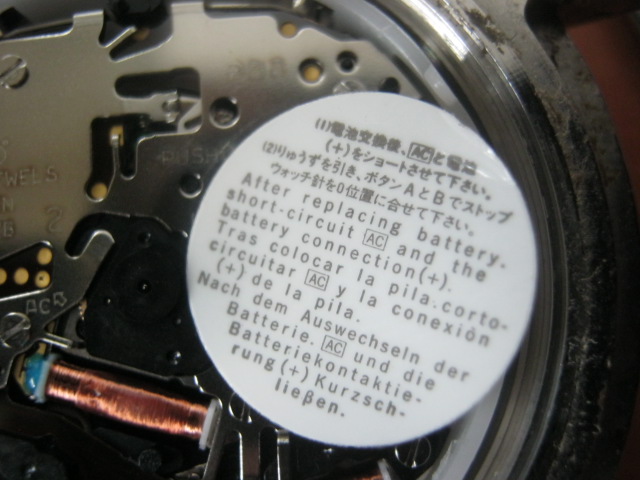 (1)電池交換後、ACと電池
(+)をショートさせて下さい。
(2)りゅうずを引き、ボタンAとBでストップ
ウォッチ針を0位置に合せて下さい。
After replacing battery.
short-circuit AC and the
battery connection(+).
Tras colocar la pila.corto-
circuitar AC y la conexión
(+) de la pila.
Nach dem Auswechseln der
Batterie. AC und die
Batteriekontaktie-
rung(+)Kurzsch-
ließen.
PUSH
AC